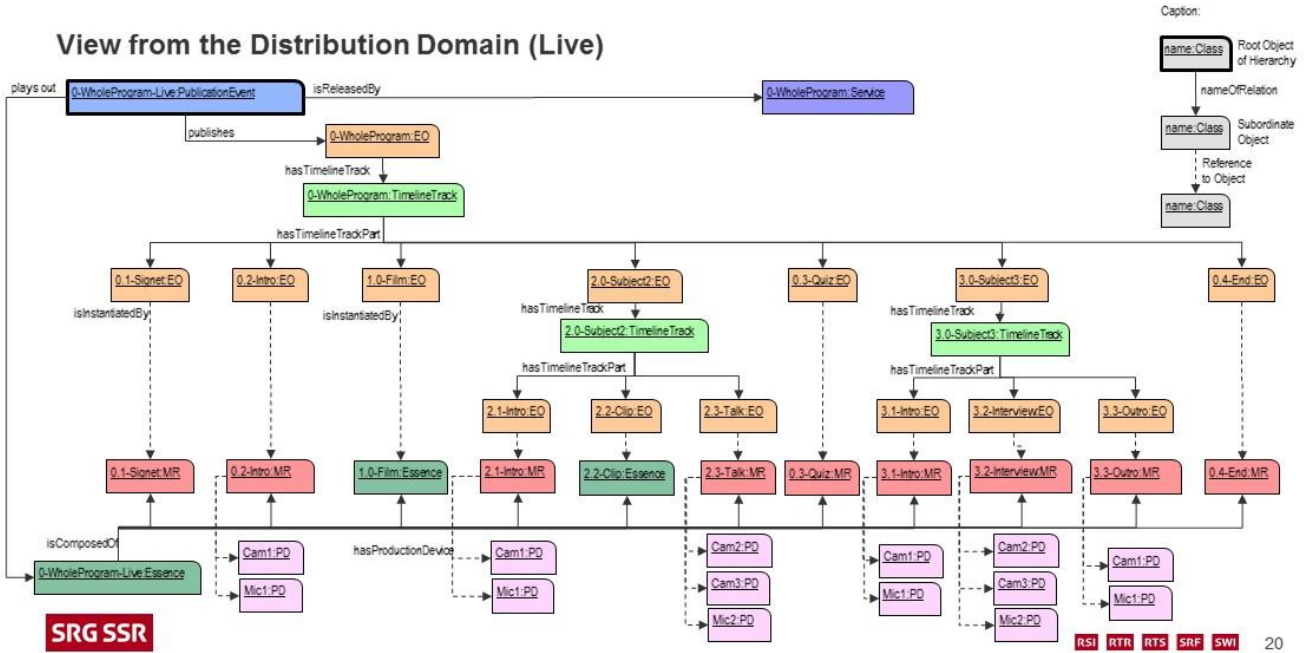 Caption:
View from the Distribution Domain (Live)
name:Class
Root Object
of Hierarchy
plays out
0-WholeProgram-Live:PublicationEvent
isReleasedBy
0-WholeProgram:Service
nameOfRelation
publishes
0-WholeProgram:EO
name:Class
Subordinate
Object
hasTimelineTrack
Reference
to Object
0-WholeProgram:TimelineTrack
name:Class
hasTimelineTrackPart
0.1-Signet:EO
0.2-Intro:EO
1.0-Film:EO
2.0-Subject2:EO
0.3-Quiz:EO
3.0-Subject3:EO
0.4-End:EO
isInstantiatedBy
isInstantiatedBy
hasTimelineTrack
hasTimelineTrack
2.0-Subject2:TimelineTrack
3.0-Subject3:TimelineTrack
hasTimelineTrackPart
hasTimelineTrackPart
2.1-Intro:EO
2.2-Clip:EO
2.3-Talk:EO
3.1-Intro:EO
3.2-Interview:EO
3.3-Outro:EO
0.1-Signet:MR
0.2-Intro:MR
1.0-Film:Essence
2.1-Intro:MR
2.2-Clip:Essence
2.3-Talk:MR
0.3-Quiz:MR
3.1-Intro:MR
3.2-Interview:MR
3.3-Outro:MR
0.4-End:MR
isComposedOf
hasProductionDevice
0-WholeProgram-Live:Essence
Cam1:PD
Mic1:PD
Cam1:PD
Mic1:PD
Cam2:PD
Cam3:PD
Mic2:PD
Cam1:PD
Mic1:PD
Cam2:PD
Cam3:PD
Mic2:PD
Cam1:PD
Mic1:PD
SRG SSR
RSI RTR RTS SRF SWI 20